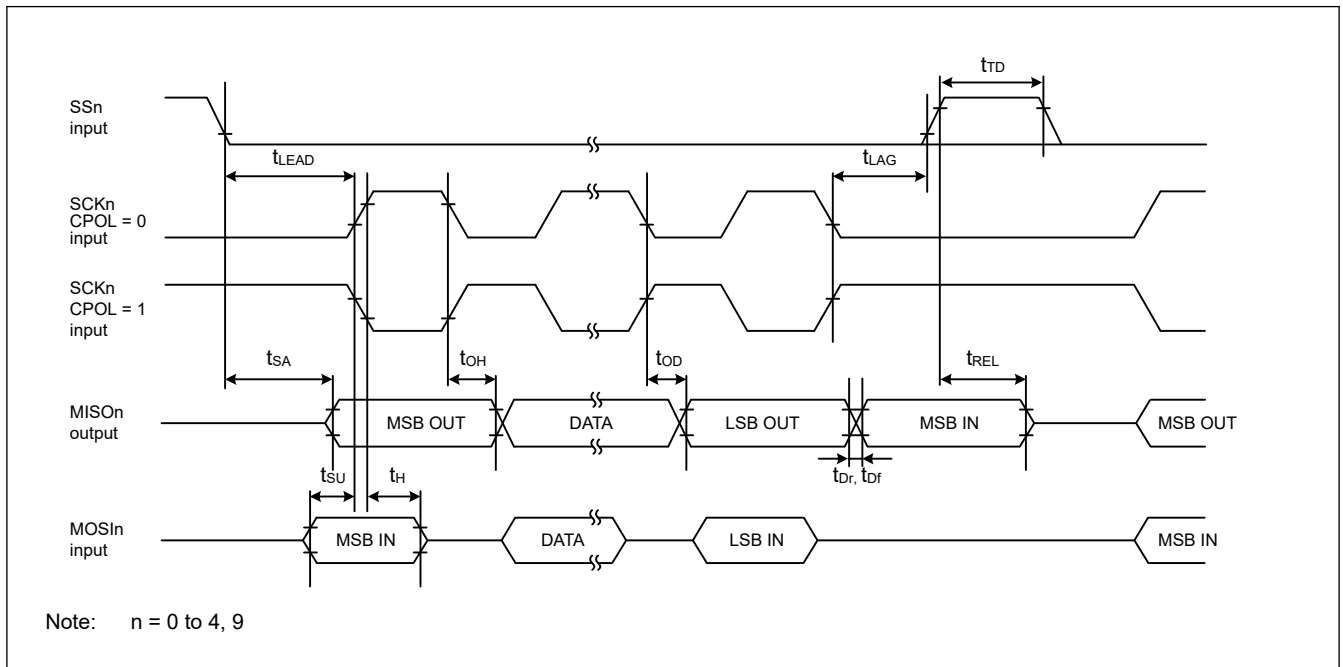 tTD
SSn
input
tLEAD
tLAG
SCKn
CPOL = 0
input
SCKn
CPOL = 1
input
tSA
tOH
tOD
tREL
MISOn
output
MSB OUT
DATA
LSB OUT
MSB IN
MSB OUT
tSU
tH
tDr, tDf
MOSIn
input
MSB IN
DATA
LSB IN
MSB IN
Note: n = 0 to 4, 9